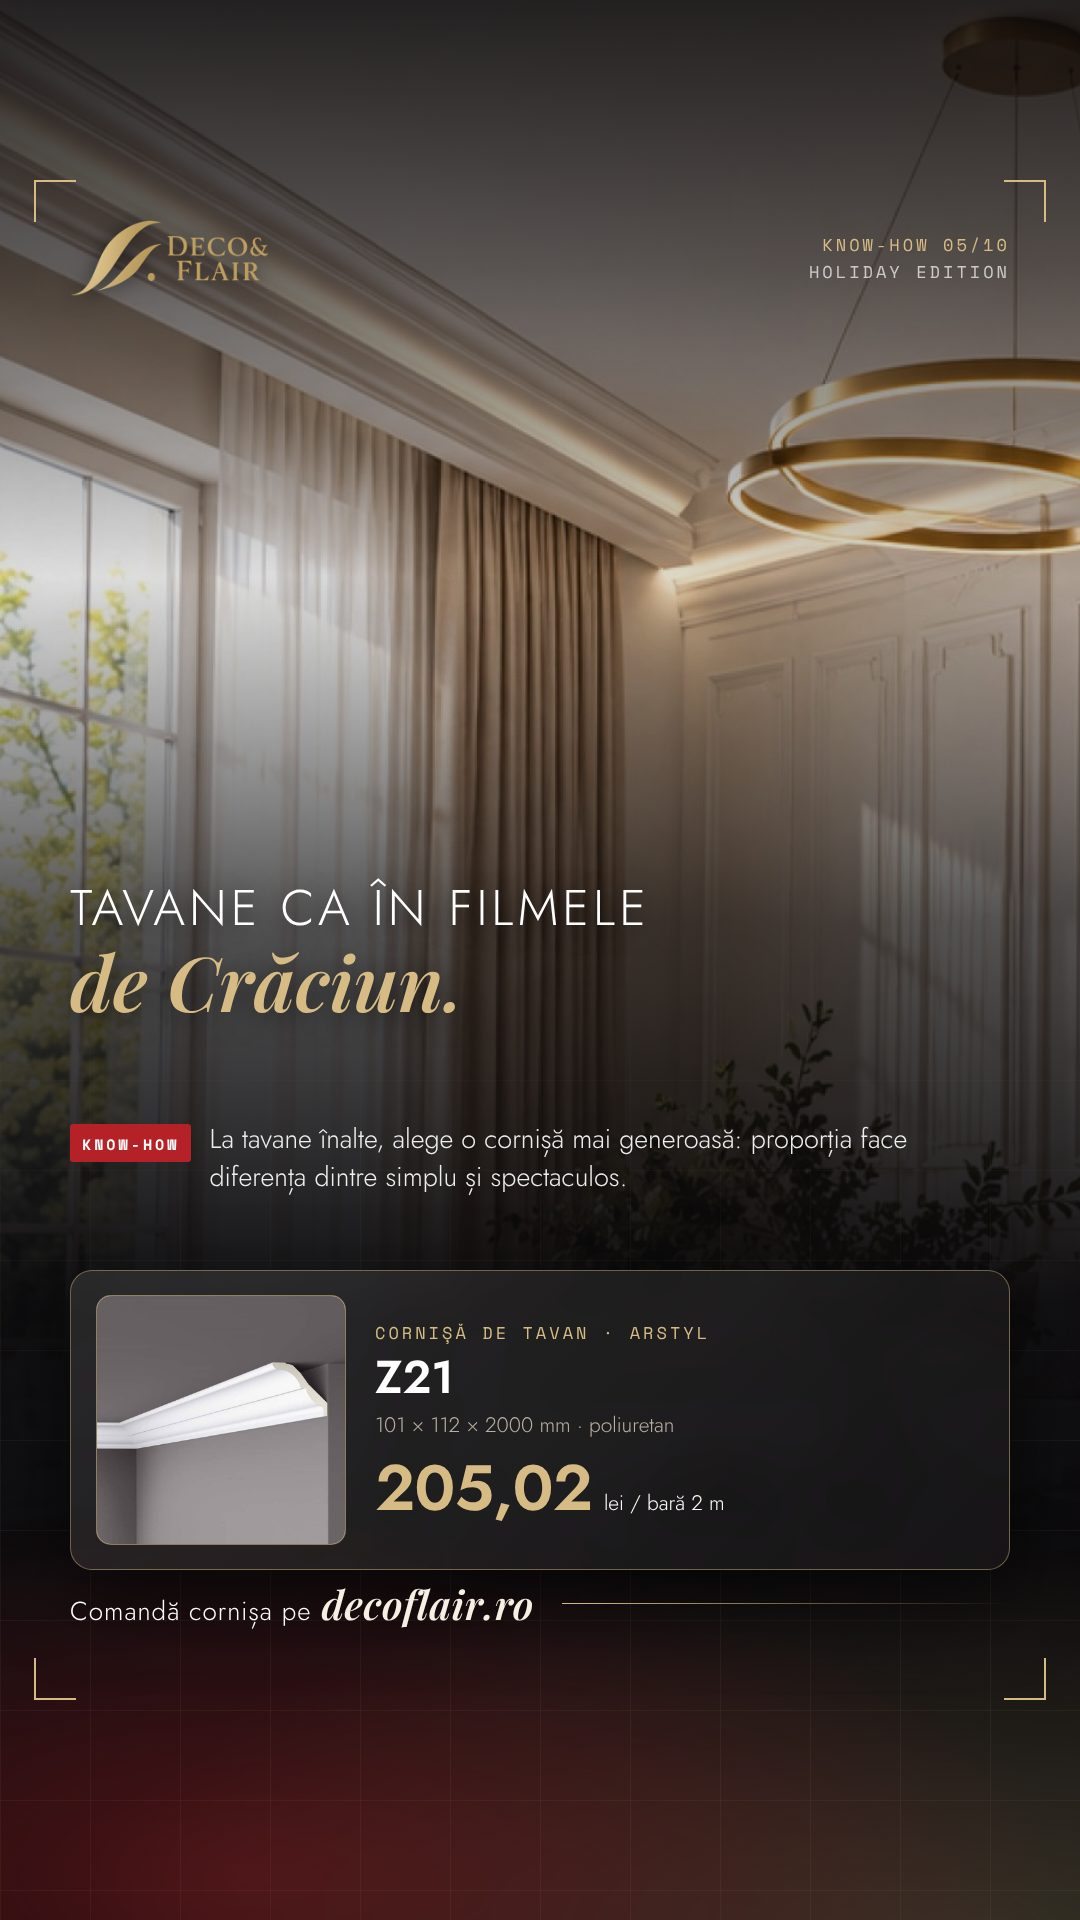 DECO&
FLAIR
KNOW-HOW 05/10
HOLIDAY EDITION
TAVANE CA ÎN FILMELE
de Crăciun.
KNOW-HOW
La tavane înalte, alege o cornișă mai generoasă: proporția face
diferența dintre simplu și spectaculos.
CORNIȘĂ DE TAVAN · ARSTYL
Z21
101 × 112 × 2000 mm · poliuretan
205,02 lei / bară 2 m
Comandă cornișa pe decoflair.ro